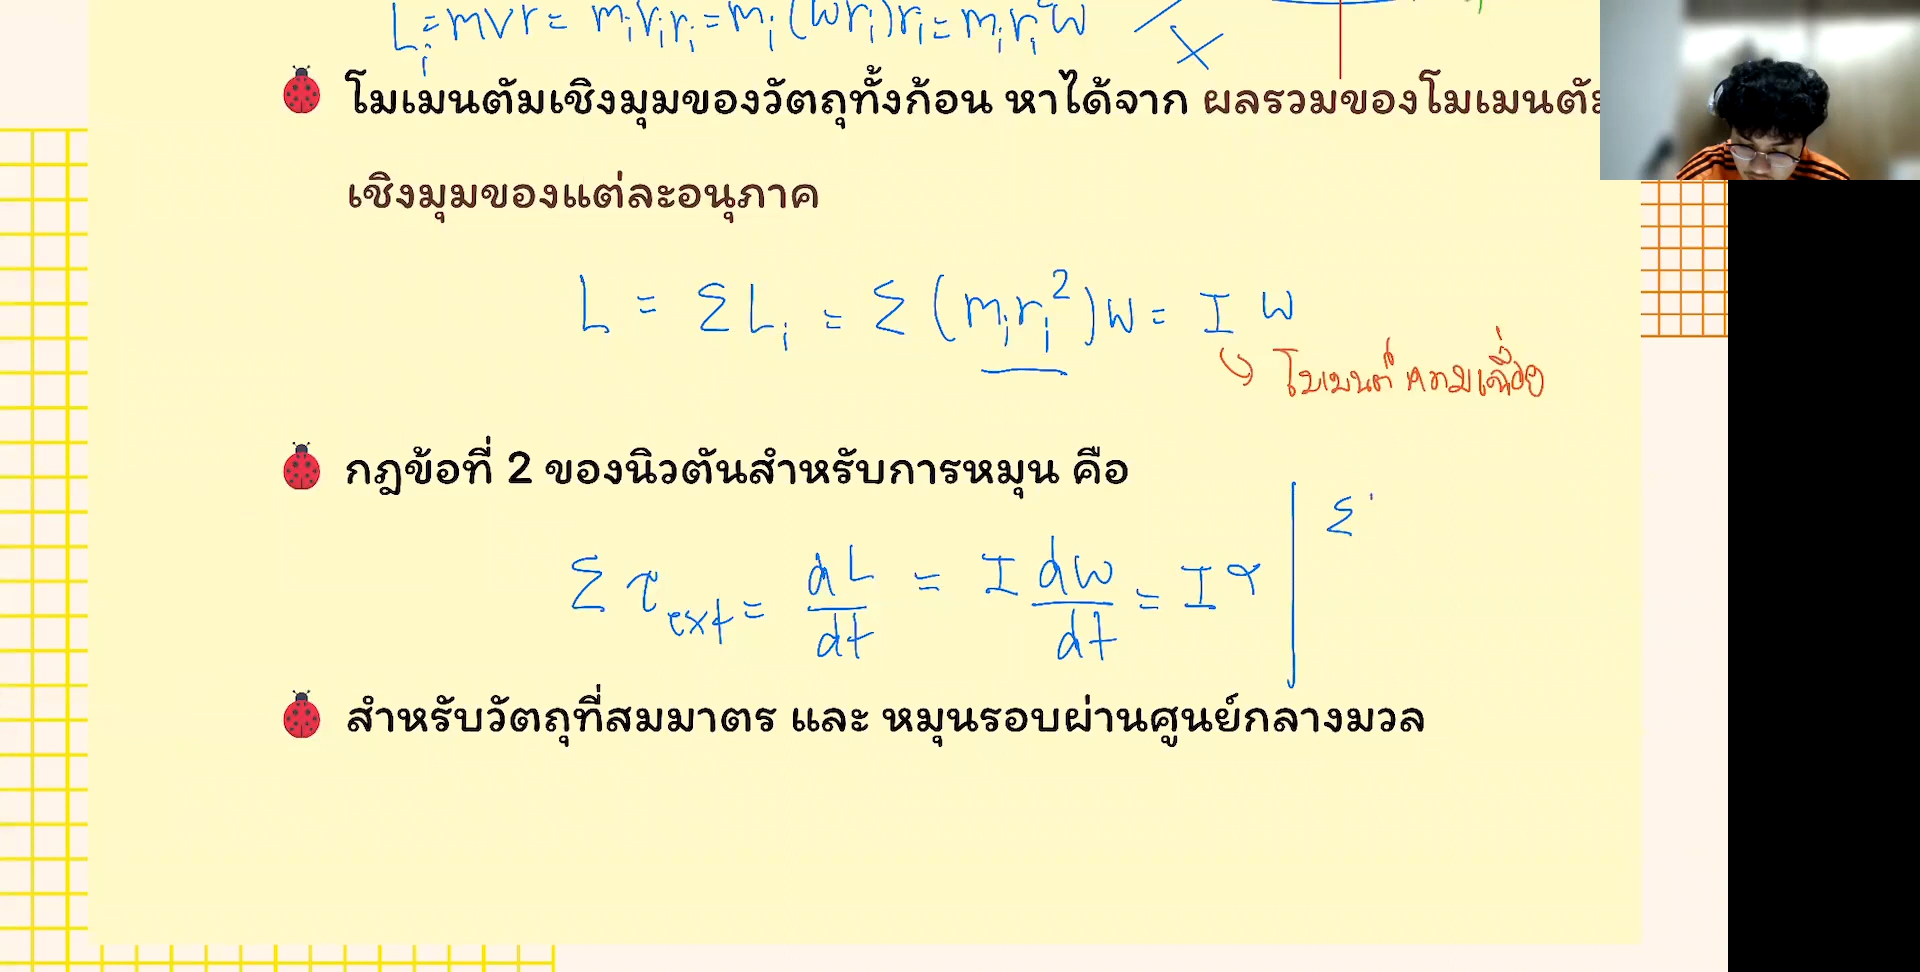 Lᵢ = mvr = mᵢvᵢrᵢ = mᵢ(ωrᵢ)rᵢ = mᵢrᵢ²ω
X
โมเมนตัมเชิงมุมของวัตถุทั้งก้อน หาได้จาก ผลรวมของโมเมนตัม
เชิงมุมของแต่ละอนุภาค
L = ΣLᵢ = Σ(mᵢrᵢ²)ω = Iω
โมเมนต์ความเฉื่อย
กฎข้อที่ 2 ของนิวตันสำหรับการหมุน คือ
Στ_ext = dL/dt = I dω/dt = Iα | Σ
สำหรับวัตถุที่สมมาตร และ หมุนรอบผ่านศูนย์กลางมวล